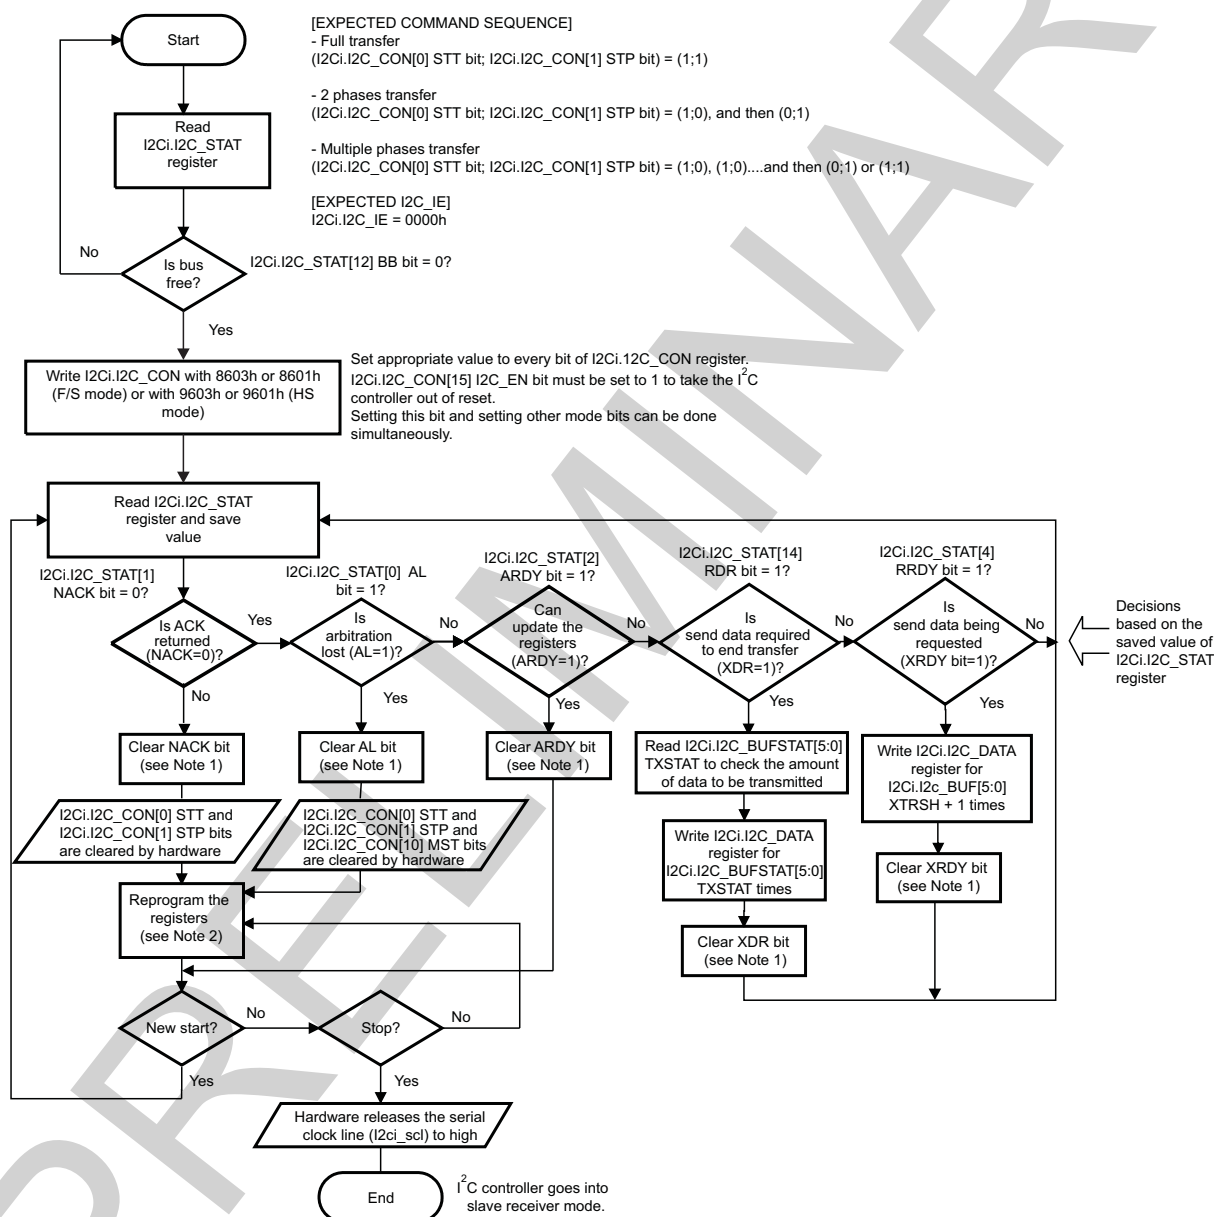 Start
[EXPECTED COMMAND SEQUENCE]
- Full transfer
(I2Ci.I2C_CON[0] STT bit; I2Ci.I2C_CON[1] STP bit) = (1;1)
- 2 phases transfer
(I2Ci.I2C_CON[0] STT bit; I2Ci.I2C_CON[1] STP bit) = (1;0), and then (0;1)
- Multiple phases transfer
(I2Ci.I2C_CON[0] STT bit; I2Ci.I2C_CON[1] STP bit) = (1;0), (1;0)....and then (0;1) or (1;1)
[EXPECTED I2C_IE]
I2Ci.I2C_IE = 0000h
Read
I2Ci.I2C_STAT
register
No
Is bus
free?
I2Ci.I2C_STAT[12] BB bit = 0?
Yes
Write I2Ci.I2C_CON with 8603h or 8601h
(F/S mode) or with 9603h or 9601h (HS
mode)
Set appropriate value to every bit of I2Ci.12C_CON register.
I2Ci.I2C_CON[15] I2C_EN bit must be set to 1 to take the I2C
controller out of reset.
Setting this bit and setting other mode bits can be done
simultaneously.
Read I2Ci.I2C_STAT
register and save
value
I2Ci.I2C_STAT[1]
NACK bit = 0?
Is ACK
returned
(NACK=0)?
Yes
No
I2Ci.I2C_STAT[0] AL
bit = 1?
Is
arbitration
lost (AL=1)?
No
Yes
I2Ci.I2C_STAT[2]
ARDY bit = 1?
Can
update the
registers
(ARDY=1)?
No
Yes
I2Ci.I2C_STAT[14]
RDR bit = 1?
Is
send data required
to end transfer
(XDR=1)?
No
Yes
I2Ci.I2C_STAT[4]
RRDY bit = 1?
Is
send data being
requested
(XRDY bit=1)?
No
Yes
Decisions
based on the
saved value of
I2Ci.I2C_STAT
register
Clear NACK bit
(see Note 1)
Clear AL bit
(see Note 1)
Clear ARDY bit
(see Note 1)
Read I2Ci.I2C_BUFSTAT[5:0]
TXSTAT to check the amount
of data to be transmitted
Write I2Ci.I2C_DATA
register for
I2Ci.I2c_BUF[5:0]
XTRSH + 1 times
I2Ci.I2C_CON[0] STT and
I2Ci.I2C_CON[1] STP bits
are cleared by hardware
I2Ci.I2C_CON[0] STT and
I2Ci.I2C_CON[1] STP and
I2Ci.I2C_CON[10] MST bits
are cleared by hardware
Write I2Ci.I2C_DATA
register for
I2Ci.I2C_BUFSTAT[5:0]
TXSTAT times
Clear XRDY bit
(see Note 1)
Reprogram the
registers
(see Note 2)
Clear XDR bit
(see Note 1)
New start?
No
Stop?
No
Yes
Yes
Hardware releases the serial
clock line (I2ci_scl) to high
End
I2C controller goes into
slave receiver mode.
PRELIMINAR